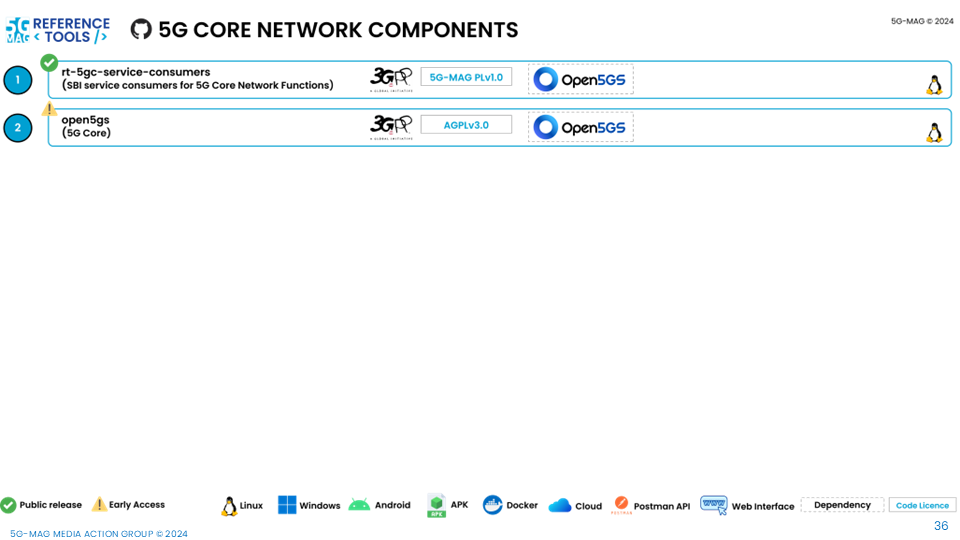 5G MAG REFERENCE
< TOOLS />
5G CORE NETWORK COMPONENTS
5G-MAG © 2024
1
rt-5gc-service-consumers
(SBI service consumers for 5G Core Network Functions)
3GPP
A GLOBAL INITIATIVE
5G-MAG PLv1.0
Open5GS
2
open5gs
(5G Core)
3GPP
A GLOBAL INITIATIVE
AGPLv3.0
Open5GS
Public release
Early Access
Linux
Windows
Android
APK
APK
Docker
Cloud
POSTMAN
Postman API
WWW
Web Interface
Dependency
Code Licence
5G-MAG MEDIA ACTION GROUP © 2024
36